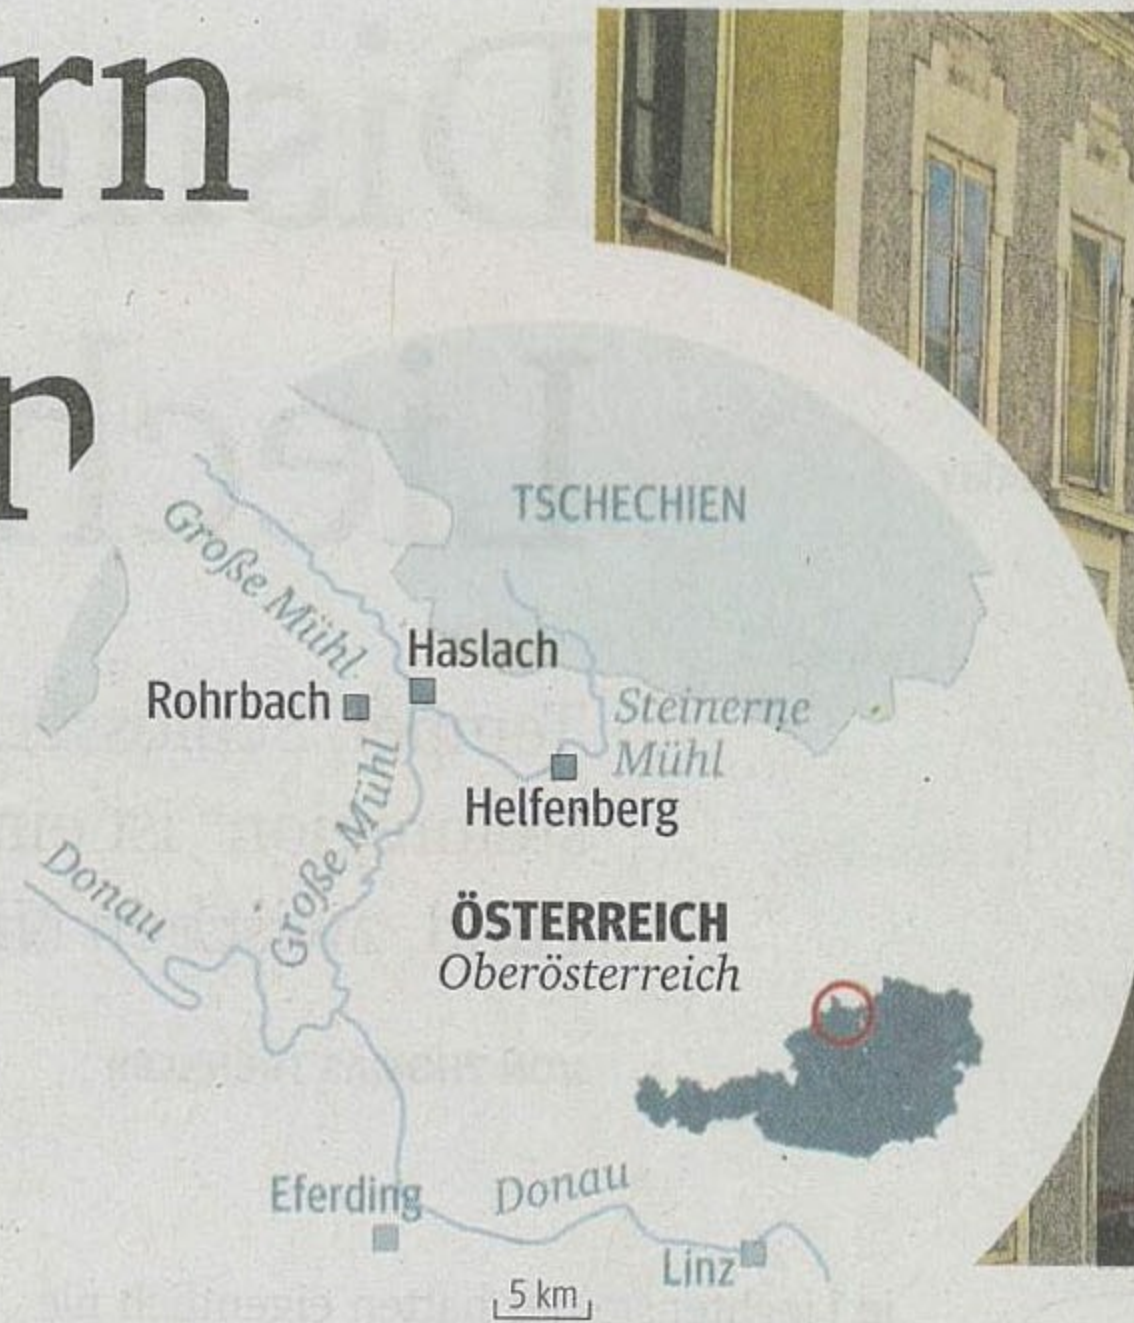 rn
n
TSCHECHIEN
Große Mühl
Haslach
Rohrbach
Steinerne
Mühl
Helfenberg
Große Mühl
Donau
ÖSTERREICH
Oberösterreich
Eferding
Donau
Linz
5 km